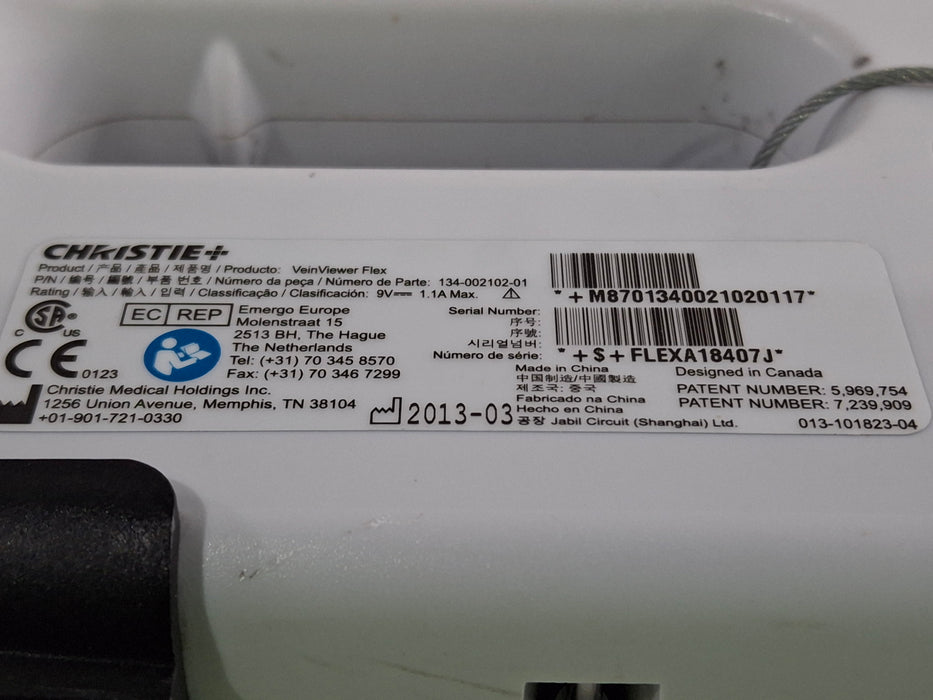 CHRISTIE+
Product / 产品 / 產品 / 제품명 / Producto: VeinViewer Flex
P/N / 编号 / 編號 / 부품 번호 / Número da peça / Número de Parte: 134-002102-01
Rating / 输入 / 輸入 / 입력 / Classificação / Clasificación: 9V 1.1A Max.
*+M8701340021020117*
EC REP
Emergo Europe
Molenstraat 15
2513 BH, The Hague
The Netherlands
Tel: (+31) 70 345 8570
Fax: (+31) 70 346 7299
SA ®
C US
CE 0123
Serial Number:
序号:
序號:
시리얼넘버:
Número de série:
*+$+FLEXA18407J*
Christie Medical Holdings Inc.
1256 Union Avenue, Memphis, TN 38104
+01-901-721-0330
2013-03
Made in China
中国制造/中國製造
제조국: 중국
Fabricado na China
Hecho en China
공장 Jabil Circuit (Shanghai) Ltd.
Designed in Canada
PATENT NUMBER: 5,969,754
PATENT NUMBER: 7,239,909
013-101823-04